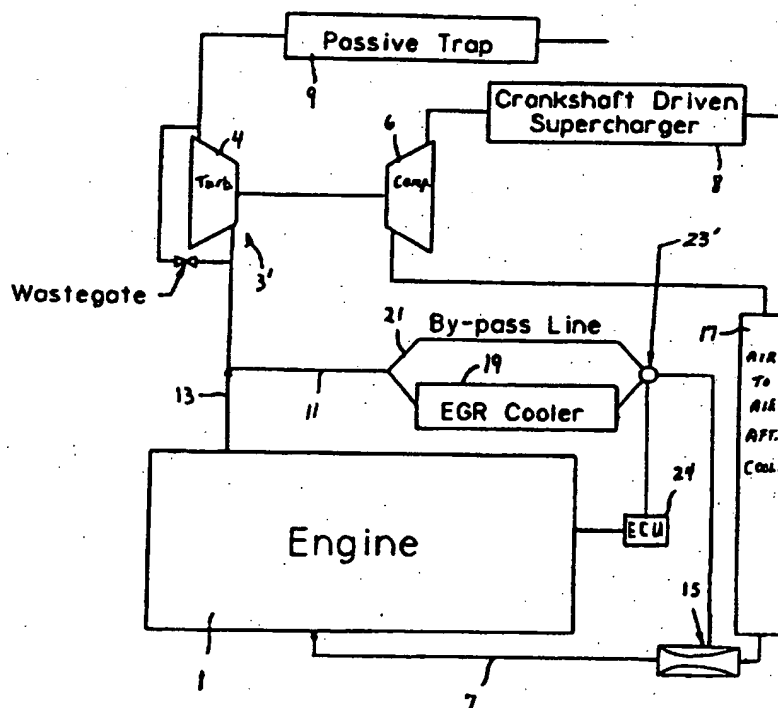 Passive Trap
9
Crankshaft Driven
Supercharger
8
4
6
Turb
Comp
3'
23'
Wastegate
21
By-pass Line
17
AIR
TO
AIR
AFT.
COOL
19
EGR Cooler
13
11
24
ECU
Engine
15
1
7